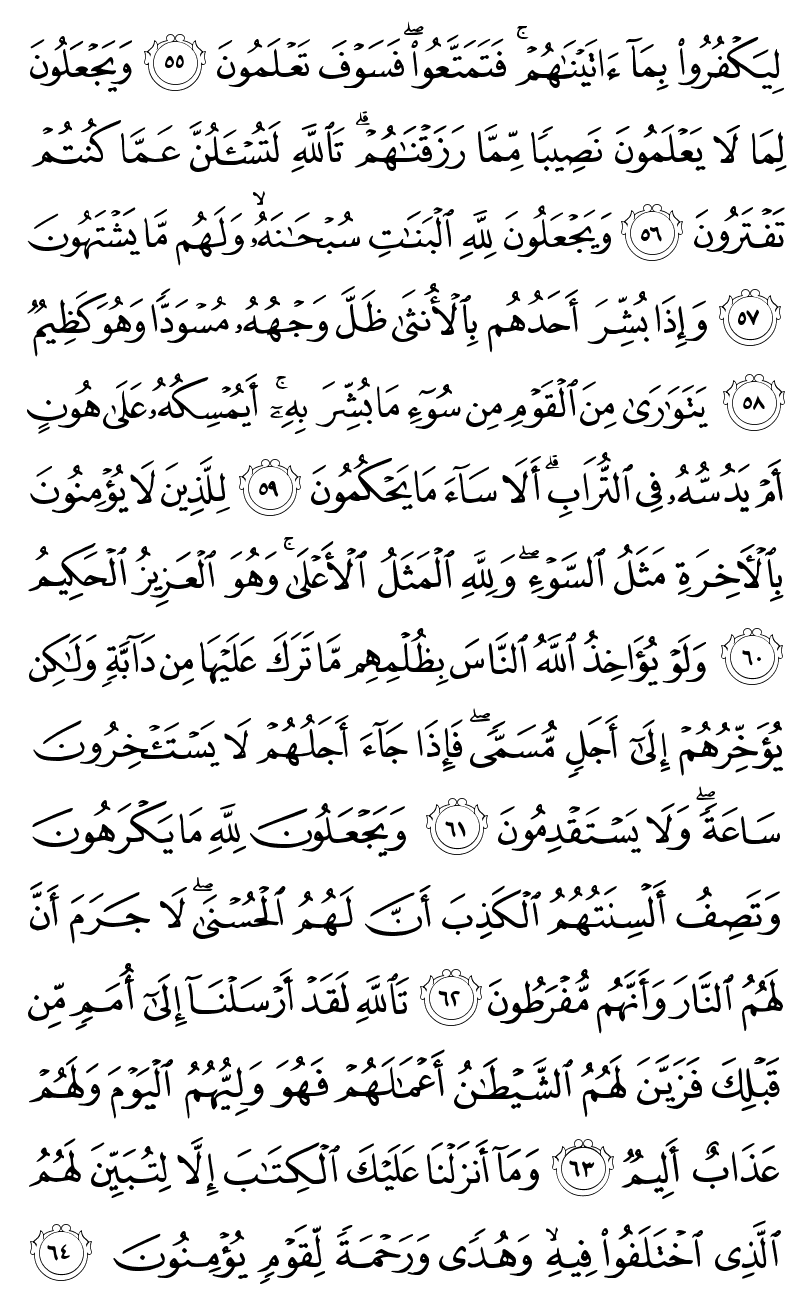 لِيَكۡفُرُواْ بِمَآ ءَاتَيۡنَٰهُمۡۚ فَتَمَتَّعُواْۖ فَسَوۡفَ تَعۡلَمُونَ ٥٥ وَيَجۡعَلُونَ
لِمَا لَا يَعۡلَمُونَ نَصِيبٗا مِّمَّا رَزَقۡنَٰهُمۡۗ تَٱللَّهِ لَتُسۡـَٔلُنَّ عَمَّا كُنتُمۡ
تَفۡتَرُونَ ٥٦ وَيَجۡعَلُونَ لِلَّهِ ٱلۡبَنَٰتِ سُبۡحَٰنَهُۥۙ وَلَهُم مَّا يَشۡتَهُونَ
٥٧ وَإِذَا بُشِّرَ أَحَدُهُم بِٱلۡأُنثَىٰ ظَلَّ وَجۡهُهُۥ مُسۡوَدّٗا وَهُوَ كَظِيمٞ
٥٨ يَتَوَٰرَىٰ مِنَ ٱلۡقَوۡمِ مِن سُوٓءِ مَا بُشِّرَ بِهِۦٓۚ أَيُمۡسِكُهُۥ عَلَىٰ هُونٍ
أَمۡ يَدُسُّهُۥ فِي ٱلتُّرَابِۗ أَلَا سَآءَ مَا يَحۡكُمُونَ ٥٩ لِلَّذِينَ لَا يُؤۡمِنُونَ
بِٱلۡأٓخِرَةِ مَثَلُ ٱلسَّوۡءِۖ وَلِلَّهِ ٱلۡمَثَلُ ٱلۡأَعۡلَىٰۚ وَهُوَ ٱلۡعَزِيزُ ٱلۡحَكِيمُ
٦٠ وَلَوۡ يُؤَاخِذُ ٱللَّهُ ٱلنَّاسَ بِظُلۡمِهِم مَّا تَرَكَ عَلَيۡهَا مِن دَآبَّةٖ وَلَٰكِن
يُؤَخِّرُهُمۡ إِلَىٰٓ أَجَلٖ مُّسَمّٗىۖ فَإِذَا جَآءَ أَجَلُهُمۡ لَا يَسۡتَـٔۡخِرُونَ
سَاعَةٗۖ وَلَا يَسۡتَقۡدِمُونَ ٦١ وَيَجۡعَلُونَ لِلَّهِ مَا يَكۡرَهُونَ
وَتَصِفُ أَلۡسِنَتُهُمُ ٱلۡكَذِبَ أَنَّ لَهُمُ ٱلۡحُسۡنَىٰۖ لَا جَرَمَ أَنَّ
لَهُمُ ٱلنَّارَ وَأَنَّهُم مُّفۡرَطُونَ ٦٢ تَٱللَّهِ لَقَدۡ أَرۡسَلۡنَآ إِلَىٰٓ أُمَمٖ مِّن
قَبۡلِكَ فَزَيَّنَ لَهُمُ ٱلشَّيۡطَٰنُ أَعۡمَٰلَهُمۡ فَهُوَ وَلِيُّهُمُ ٱلۡيَوۡمَ وَلَهُمۡ
عَذَابٌ أَلِيمٞ ٦٣ وَمَآ أَنزَلۡنَا عَلَيۡكَ ٱلۡكِتَٰبَ إِلَّا لِتُبَيِّنَ لَهُمُ
ٱلَّذِي ٱخۡتَلَفُواْ فِيهِۙ وَهُدٗى وَرَحۡمَةٗ لِّقَوۡمٖ يُؤۡمِنُونَ ٦٤